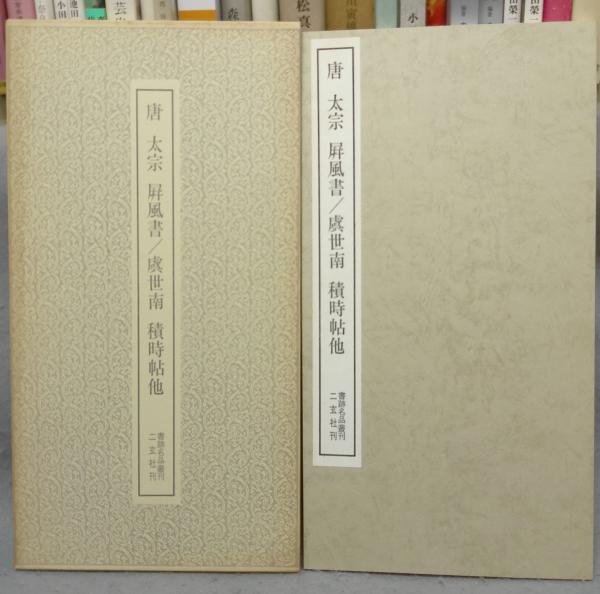 唐 太宗 屛風書／虞世南 積時帖他
書跡名品叢刊
二玄社刊
唐 太宗 屛風書／虞世南 積時帖他
書跡名品叢刊
二玄社刊